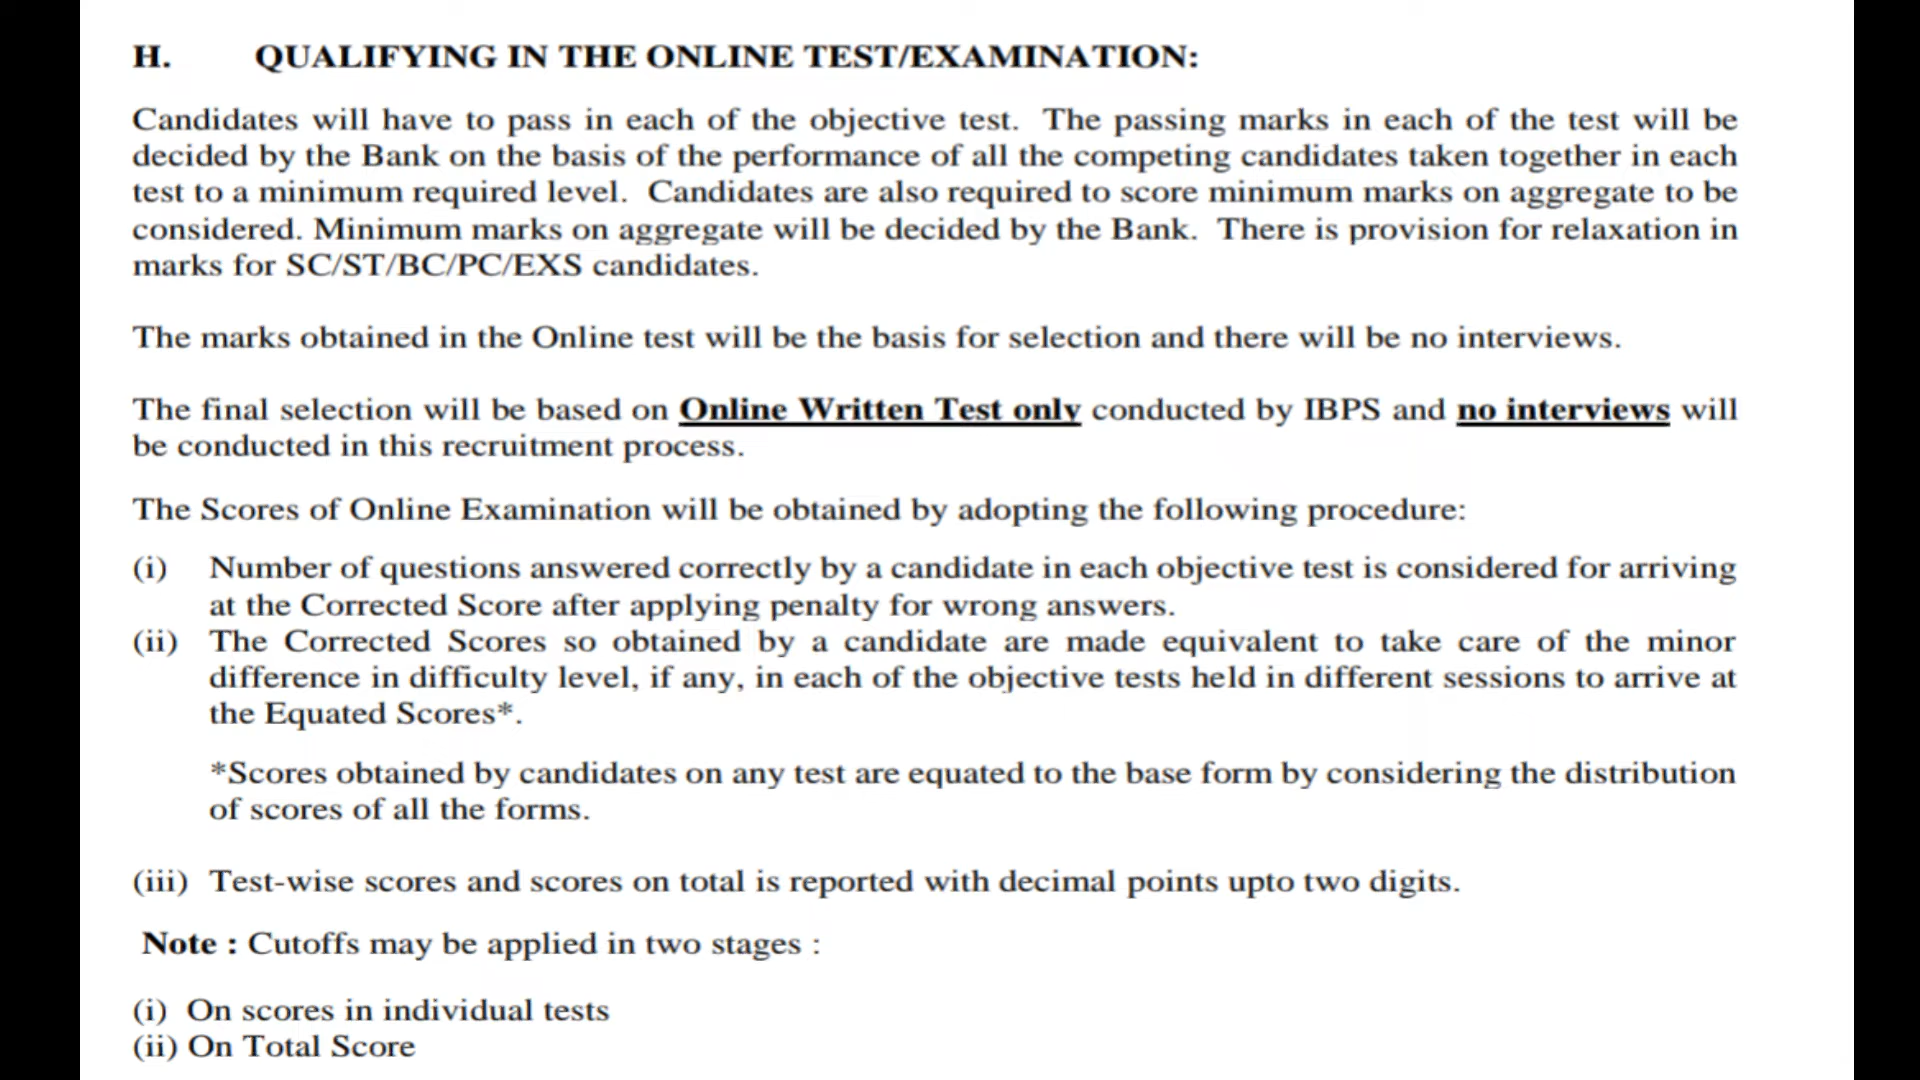 H. QUALIFYING IN THE ONLINE TEST/EXAMINATION:
Candidates will have to pass in each of the objective test. The passing marks in each of the test will be
decided by the Bank on the basis of the performance of all the competing candidates taken together in each
test to a minimum required level. Candidates are also required to score minimum marks on aggregate to be
considered. Minimum marks on aggregate will be decided by the Bank. There is provision for relaxation in
marks for SC/ST/BC/PC/EXS candidates.
The marks obtained in the Online test will be the basis for selection and there will be no interviews.
The final selection will be based on Online Written Test only conducted by IBPS and no interviews will
be conducted in this recruitment process.
The Scores of Online Examination will be obtained by adopting the following procedure:
(i) Number of questions answered correctly by a candidate in each objective test is considered for arriving
at the Corrected Score after applying penalty for wrong answers.
(ii) The Corrected Scores so obtained by a candidate are made equivalent to take care of the minor
difference in difficulty level, if any, in each of the objective tests held in different sessions to arrive at
the Equated Scores*.
*Scores obtained by candidates on any test are equated to the base form by considering the distribution
of scores of all the forms.
(iii) Test-wise scores and scores on total is reported with decimal points upto two digits.
Note : Cutoffs may be applied in two stages :
(i) On scores in individual tests
(ii) On Total Score